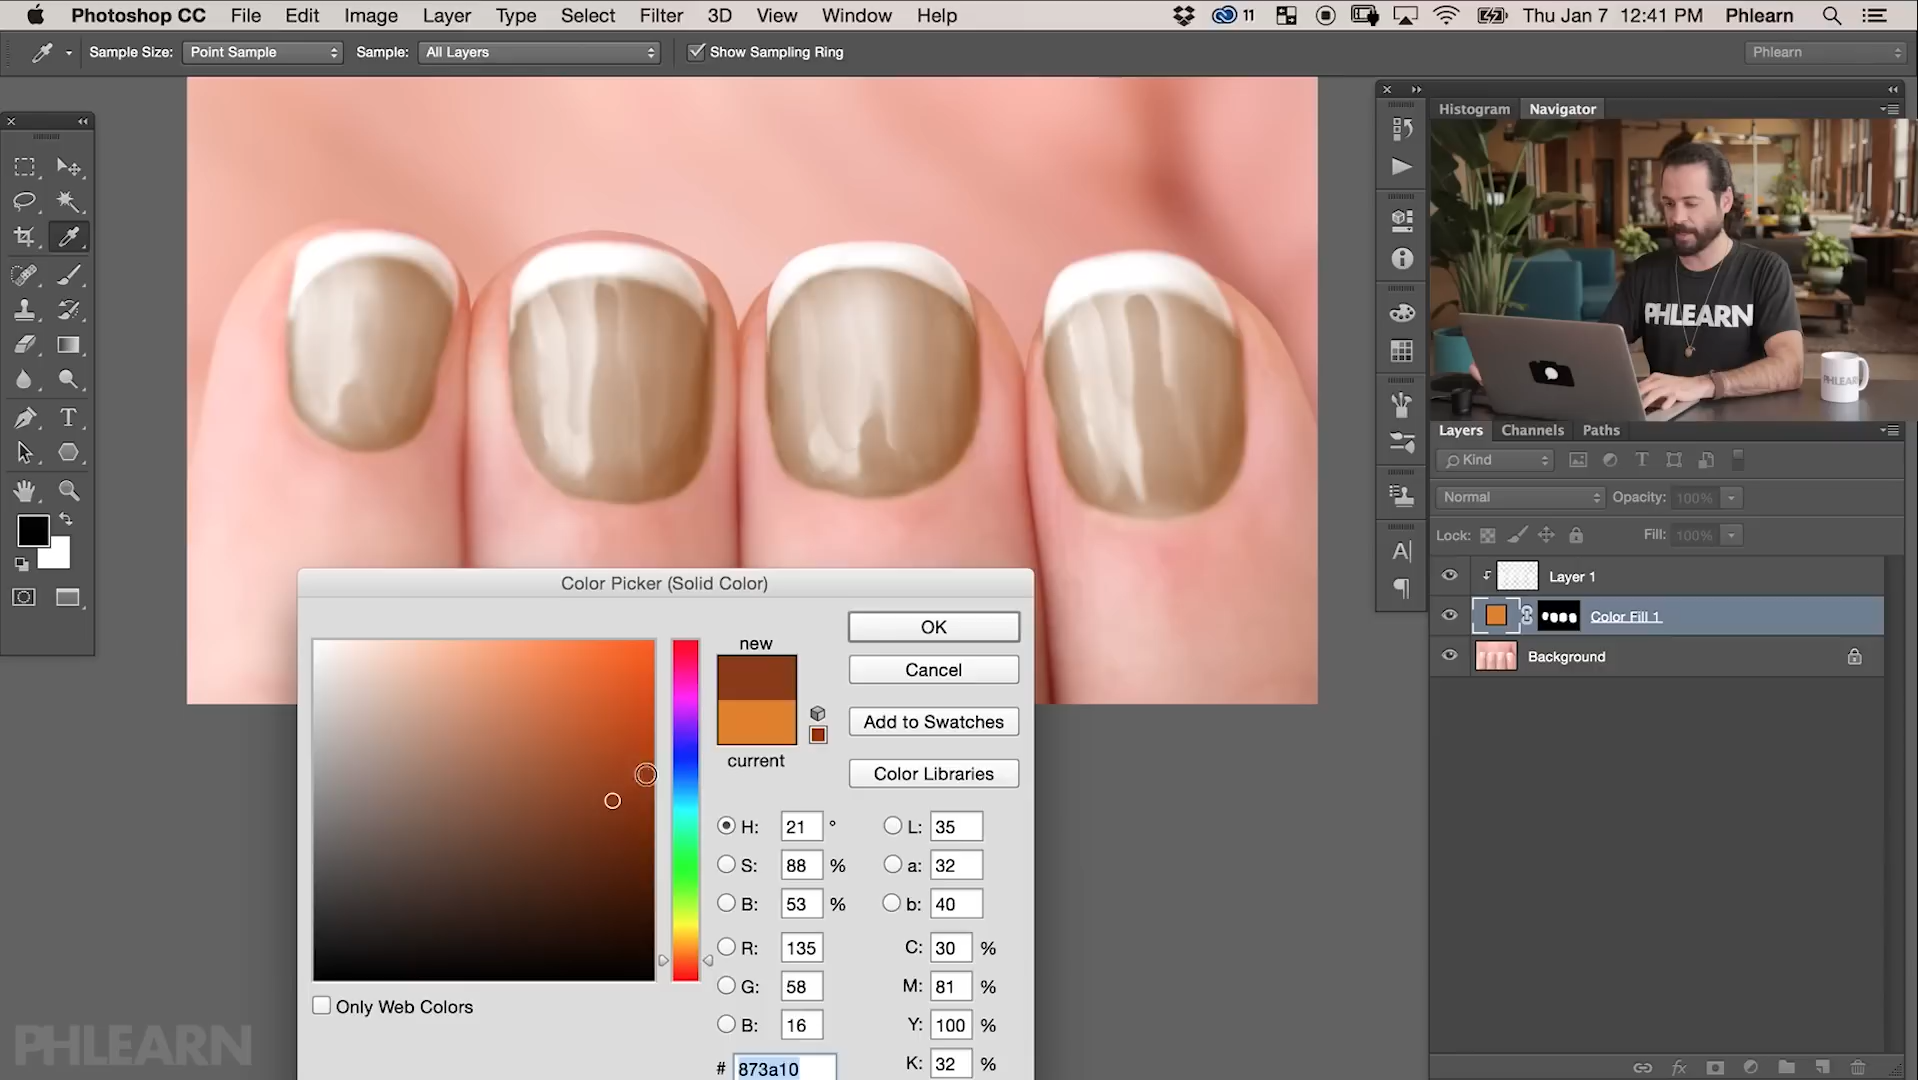 Photoshop CC File Edit Image Layer Type Select Filter 3D View Window Help 11 Thu Jan 7 12:41 PM Phlearn
Sample Size: Point Sample Sample: All Layers Show Sampling Ring Phlearn
Histogram Navigator
PHLEARN
PHLEARN
Layers Channels Paths
Kind
Normal Opacity: 100%
Lock: Fill: 100%
Layer 1
Color Fill 1
Background
Color Picker (Solid Color)
new
current
OK
Cancel
Add to Swatches
Color Libraries
H: 21 ° L: 35
S: 88 % a: 32
B: 53 % b: 40
R: 135 C: 30 %
G: 58 M: 81 %
B: 16 Y: 100 %
# 873a10 K: 32 %
Only Web Colors
PHLEARN